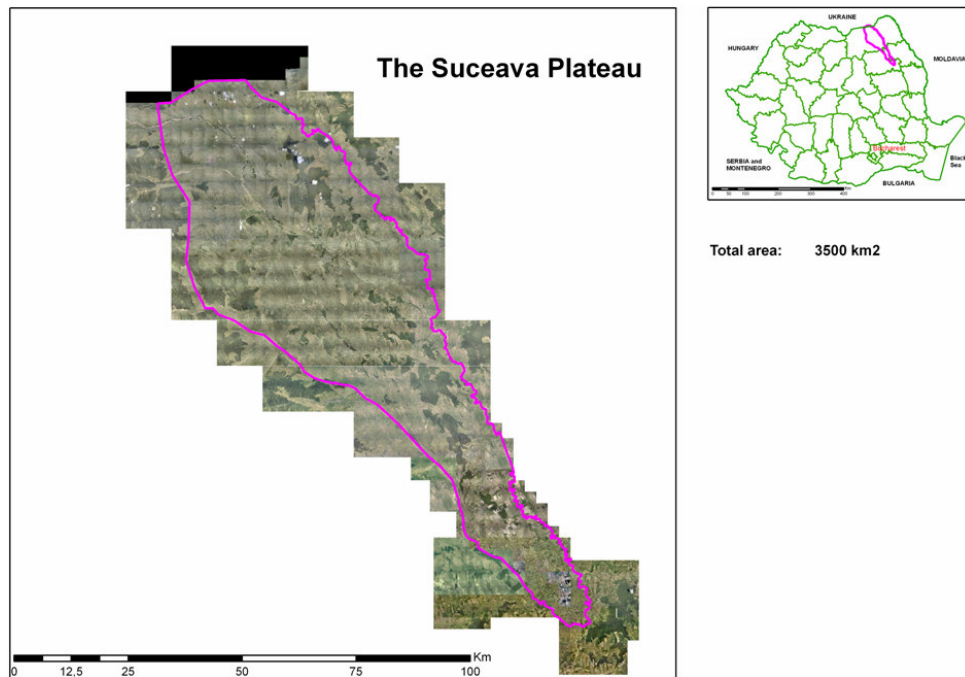 The Suceava Plateau
Km
0 12,5 25 50 75 100
UKRAINE
HUNGARY
MOLDAVIA
Bucharest
SERBIA and
MONTENEGRO
Black
Sea
BULGARIA
Total area: 3500 km2